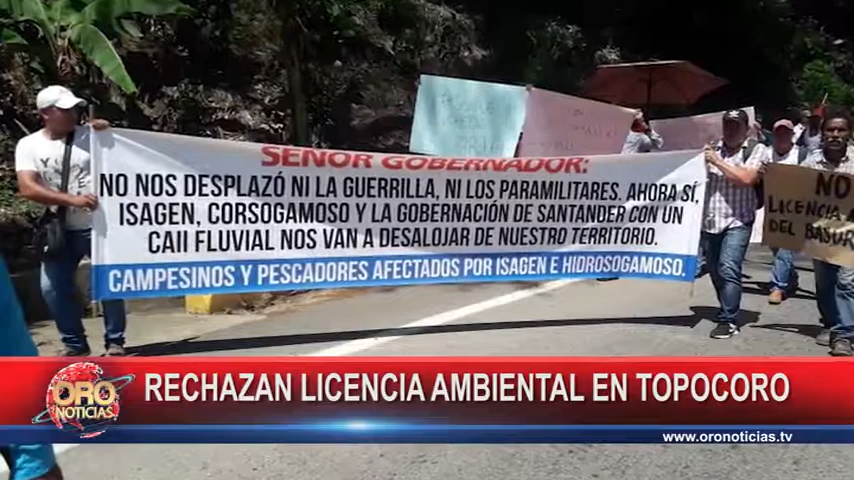 SEÑOR GOBERNADOR:
NO NOS DESPLAZÓ NI LA GUERRILLA, NI LOS PARAMILITARES. AHORA SÍ,
ISAGEN, CORSOGAMOSO Y LA GOBERNACIÓN DE SANTANDER CON UN
CAII FLUVIAL NOS VAN A DESALOJAR DE NUESTRO TERRITORIO.
CAMPESINOS Y PESCADORES AFECTADOS POR ISAGEN E HIDROSOGAMOSO.
NO
LICENCIA
DEL
ORO
NOTICIAS
RECHAZAN LICENCIA AMBIENTAL EN TOPOCORO
www.oronoticias.tv